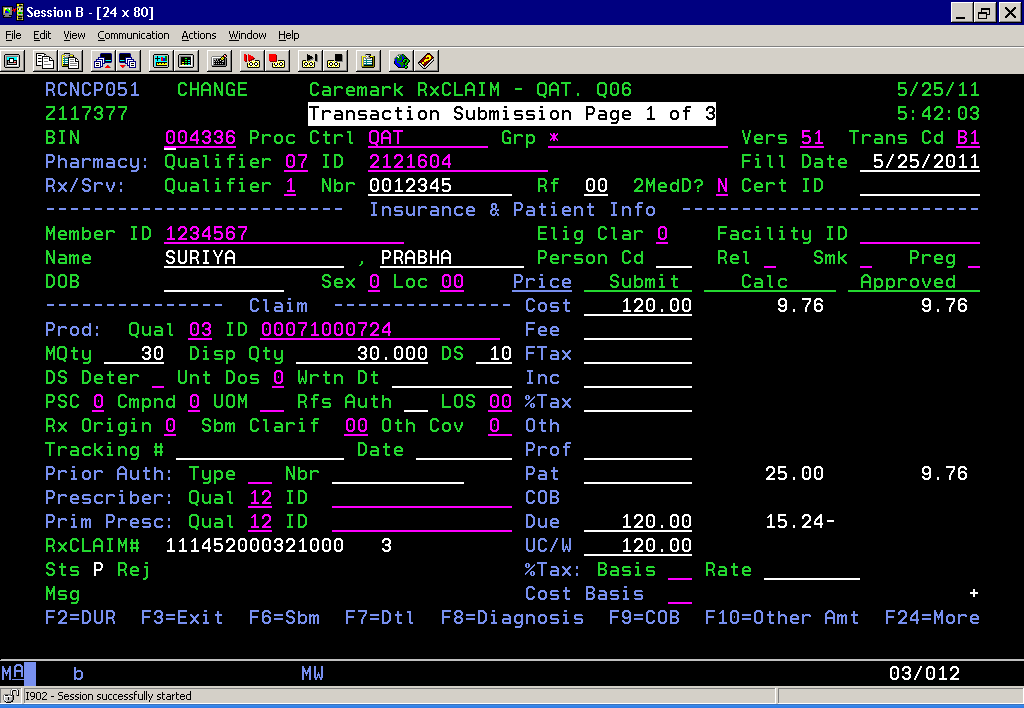 Session B - [24 x 80]
File Edit View Communication Actions Window Help
RCNCP051 CHANGE Caremark RxCLAIM - QAT. Q06 5/25/11
Z117377 Transaction Submission Page 1 of 3 5:42:03
BIN 004336 Proc Ctrl QAT Grp * Vers 51 Trans Cd B1
Pharmacy: Qualifier 07 ID 2121604 Fill Date 5/25/2011
Rx/Srv: Qualifier 1 Nbr 0012345 Rf 00 2MedD? N Cert ID
------------------------- Insurance & Patient Info -------------------------
Member ID 1234567 Elig Clar 0 Facility ID
Name SURIYA , PRABHA Person Cd Rel Smk Preg
DOB Sex 0 Loc 00 Price Submit Calc Approved
--------------- Claim --------------- Cost 120.00 9.76 9.76
Prod: Qual 03 ID 00071000724 Fee
MQty 30 Disp Qty 30.000 DS 10 FTax
DS Deter Unt Dos 0 Wrtn Dt Inc
PSC 0 Cmpnd 0 UOM Rfs Auth LOS 00 %Tax
Rx Origin 0 Sbm Clarif 00 Oth Cov 0 Oth
Tracking # Date Prof
Prior Auth: Type Nbr Pat 25.00 9.76
Prescriber: Qual 12 ID COB
Prim Presc: Qual 12 ID Due 120.00 15.24-
RxCLAIM# 111452000321000 3 UC/W 120.00
Sts P Rej %Tax: Basis Rate
Msg Cost Basis +
F2=DUR F3=Exit F6=Sbm F7=Dtl F8=Diagnosis F9=COB F10=Other Amt F24=More
MA b MW 03/012
I902 - Session successfully started